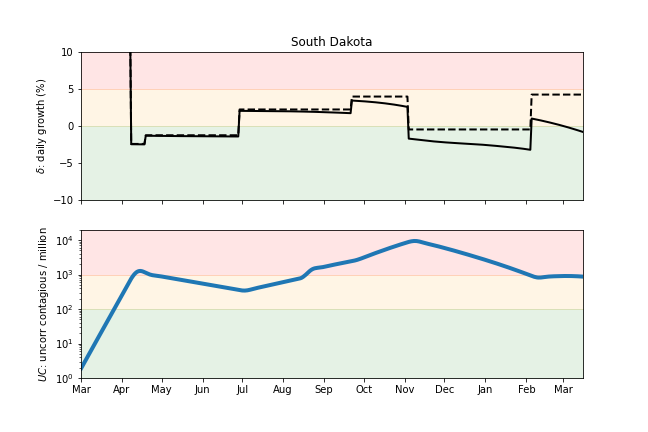 South Dakota
δ: daily growth (%)
10
5
0
−5
−10
UC: uncorr contagious / million
10⁴
10³
10²
10¹
10⁰
Mar Apr May Jun Jul Aug Sep Oct Nov Dec Jan Feb Mar